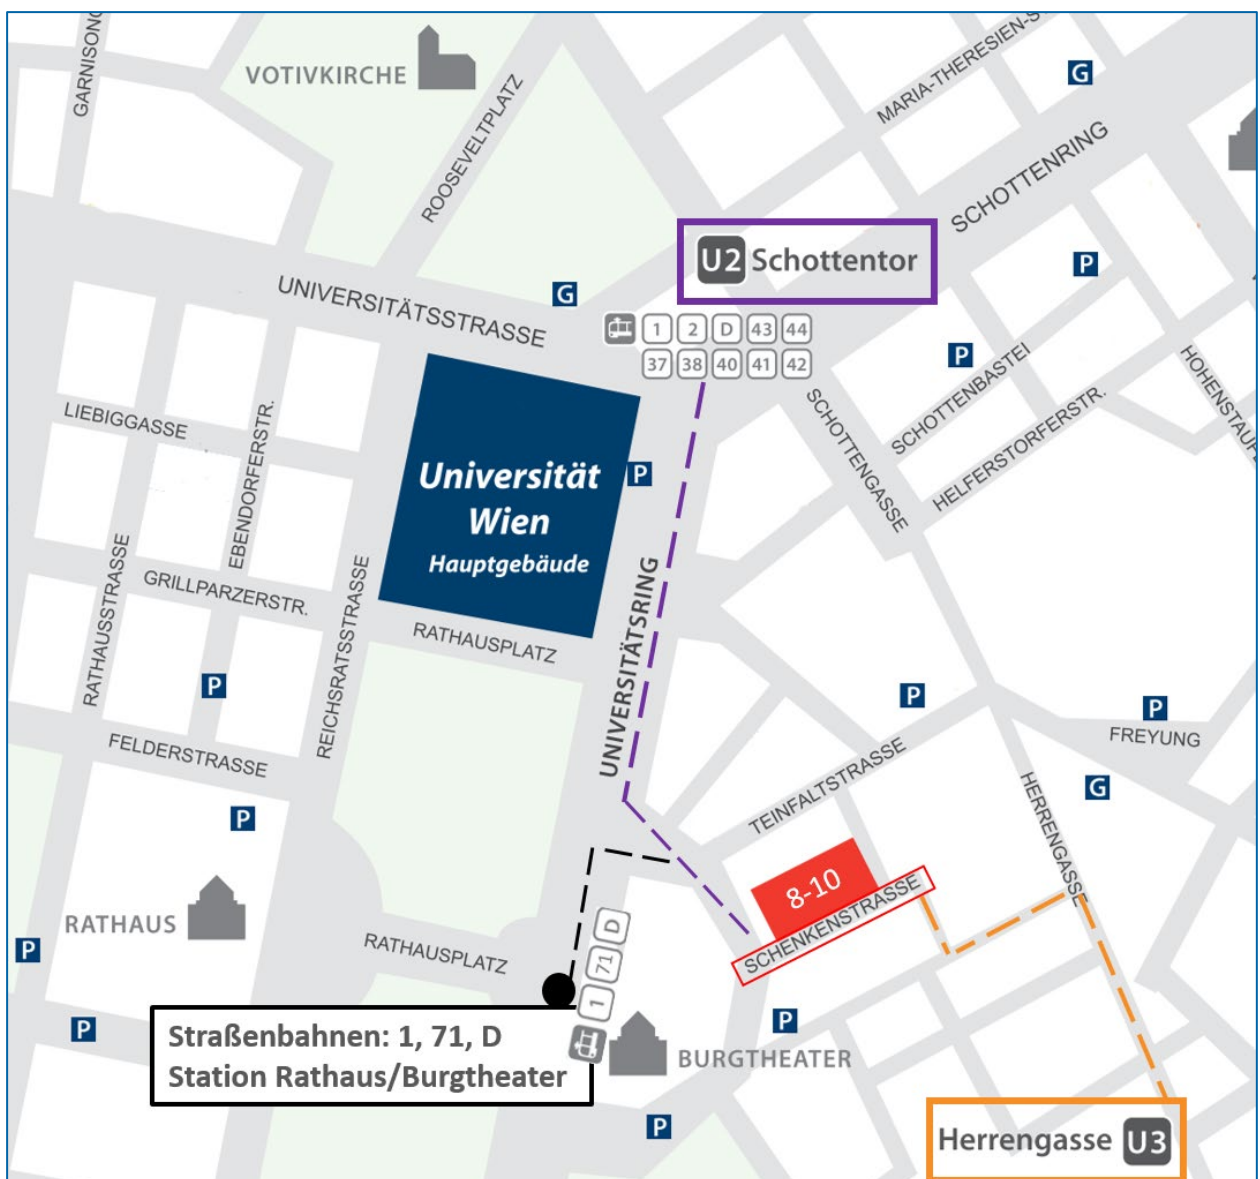 GARNISONG
VOTIVKIRCHE
ROOSEVELTPLATZ
MARIA-THERESIEN-S
G
SCHOTTENRING
U2 Schottentor
P
UNIVERSITÄTSSTRASSE
G
1 2 D 43 44
37 38 40 41 42
P
SCHOTTENBASTEI
HOHENSTAUF
SCHOTTENGASSE
HELFERSTORFERSTR.
LIEBIGGASSE
EBENDORFERSTR.
Universität
Wien
Hauptgebäude
P
RATHAUSSTRASSE
GRILLPARZERSTR.
REICHSRATSSTRASSE
RATHAUSPLATZ
UNIVERSITÄTSRING
P
P
P
FREYUNG
FELDERSTRASSE
TEINFALTSTRASSE
HERRENGASSE
G
P
8-10
SCHENKENSTRASSE
RATHAUS
P
RATHAUSPLATZ
1 71 D
P
P
Straßenbahnen: 1, 71, D
Station Rathaus/Burgtheater
BURGTHEATER
P
Herrengasse U3